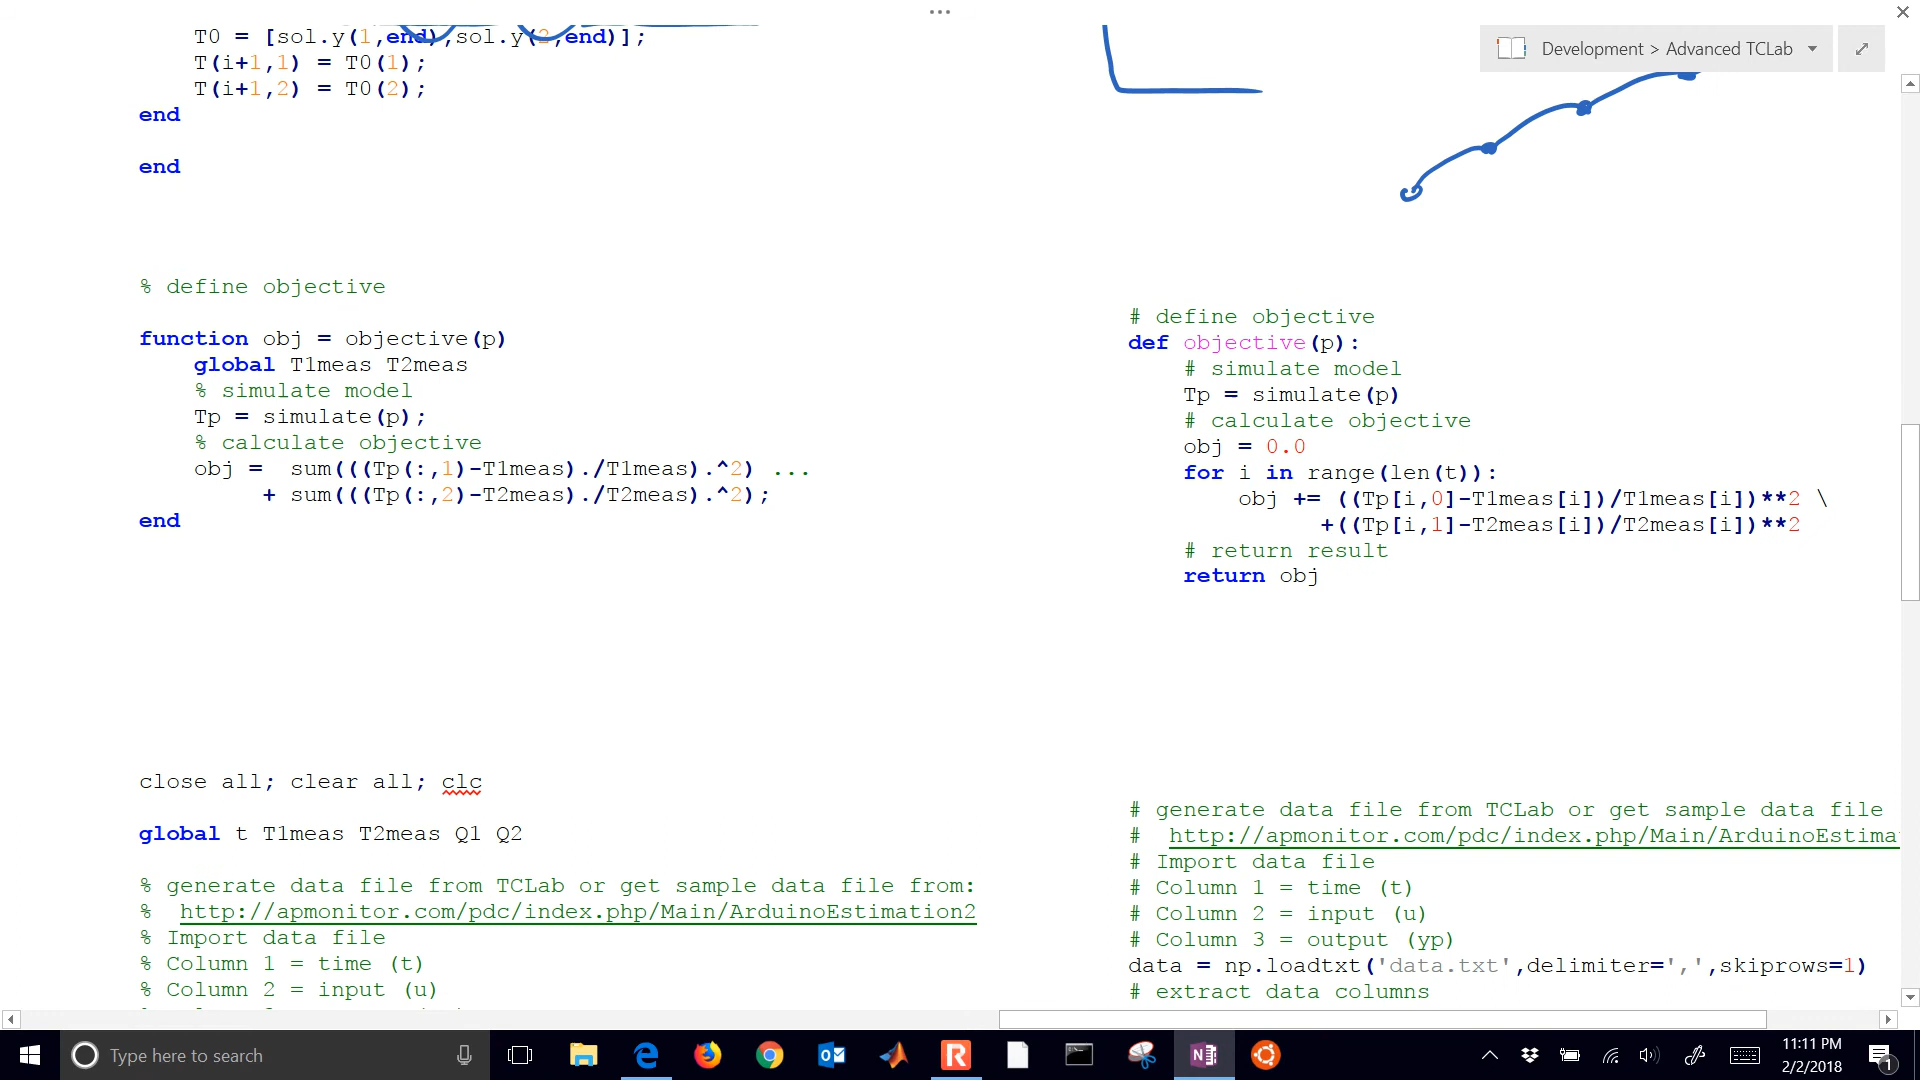 T0 = [sol.y(1,end),sol.y(2,end)];
T(i+1,1) = T0(1);
T(i+1,2) = T0(2);
end
end
Development > Advanced TCLab
% define objective
function obj = objective(p)
global T1meas T2meas
% simulate model
Tp = simulate(p);
% calculate objective
obj = sum(((Tp(:,1)-T1meas)./T1meas).^2) ...
+ sum(((Tp(:,2)-T2meas)./T2meas).^2);
end
# define objective
def objective(p):
# simulate model
Tp = simulate(p)
# calculate objective
obj = 0.0
for i in range(len(t)):
obj += ((Tp[i,0]-T1meas[i])/T1meas[i])**2 \
+((Tp[i,1]-T2meas[i])/T2meas[i])**2
# return result
return obj
close all; clear all; clc
global t T1meas T2meas Q1 Q2
% generate data file from TCLab or get sample data file from:
% http://apmonitor.com/pdc/index.php/Main/ArduinoEstimation2
% Import data file
% Column 1 = time (t)
% Column 2 = input (u)
# generate data file from TCLab or get sample data file
# http://apmonitor.com/pdc/index.php/Main/ArduinoEstima
# Import data file
# Column 1 = time (t)
# Column 2 = input (u)
# Column 3 = output (yp)
data = np.loadtxt('data.txt',delimiter=',',skiprows=1)
# extract data columns
Type here to search
11:11 PM
2/2/2018
1